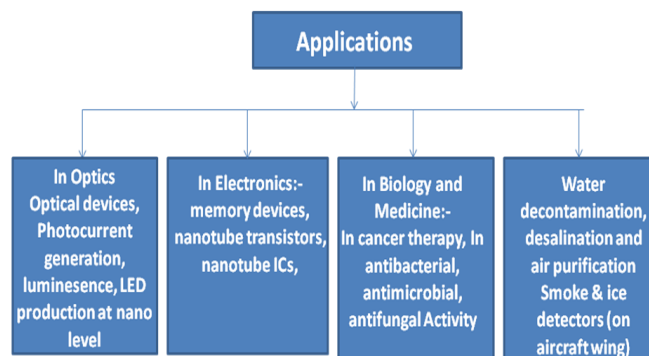 Applications
In Optics
Optical devices,
Photocurrent
generation,
luminesence, LED
production at nano
level
In Electronics:-
memory devices,
nanotube transistors,
nanotube ICs,
In Biology and
Medicine:-
In cancer therapy, In
antibacterial,
antimicrobial,
antifungal Activity
Water
decontamination,
desalination and
air purification
Smoke & ice
detectors (on
aircraft wing)